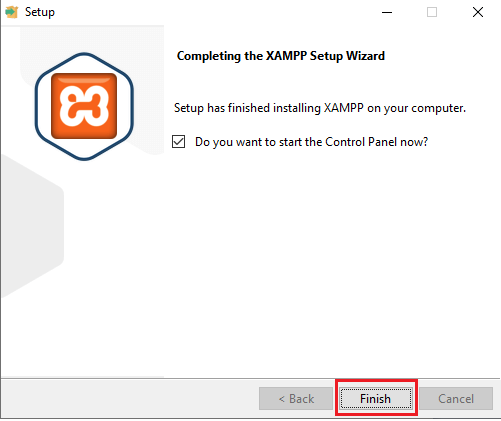 Setup
Completing the XAMPP Setup Wizard
Setup has finished installing XAMPP on your computer.
Do you want to start the Control Panel now?
< Back
Finish
Cancel